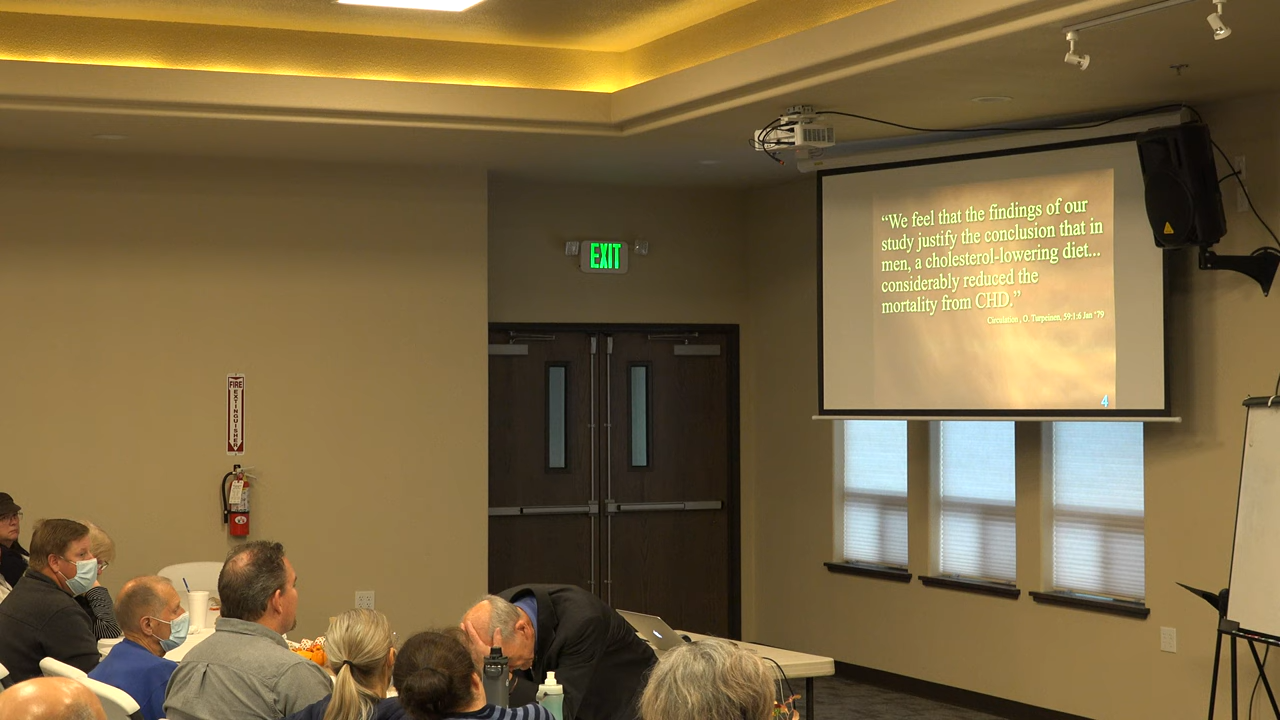 “We feel that the findings of our
study justify the conclusion that in
men, a cholesterol-lowering diet...
considerably reduced the
mortality from CHD.”
Circulation , O. Turpeinen, 59:1:6 Jan ’79
4
EXIT
FIRE
EXTINGUISHER